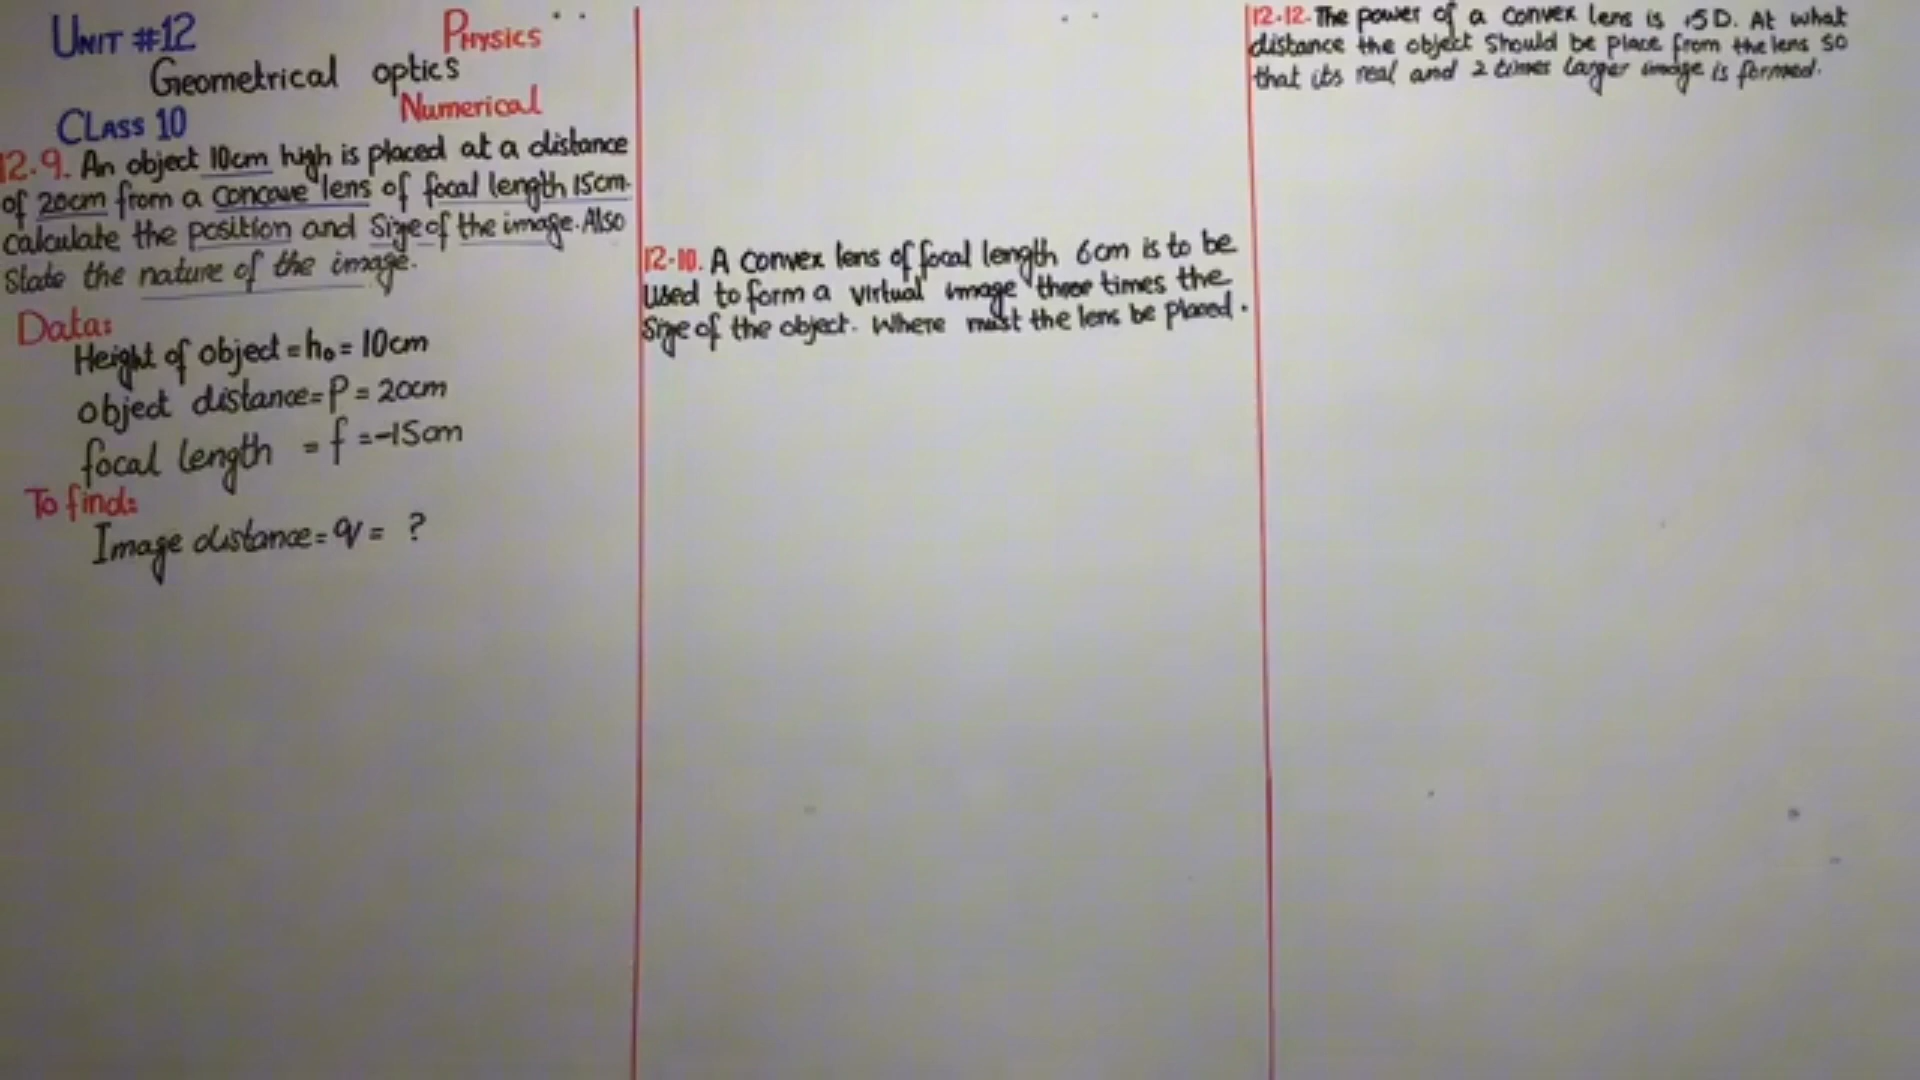 UNIT #12
Physics
Geometrical optics
Numerical
CLass 10
12.9. An object 10cm high is placed at a distance
of 20cm from a concave lens of focal length 15cm.
calculate the position and Size of the image. Also
State the nature of the image.
Data:
Height of object = h₀ = 10cm
object distance = P = 20cm
focal length = f = -15cm
To find:
Image distance = q = ?
12.10. A convex lens of focal length 6cm is to be
used to form a virtual image three times the
Size of the object. Where must the lens be placed.
12.12. The power of a convex lens is +5D. At what
distance the object Should be place from the lens so
that its real and 2 times larger image is formed.